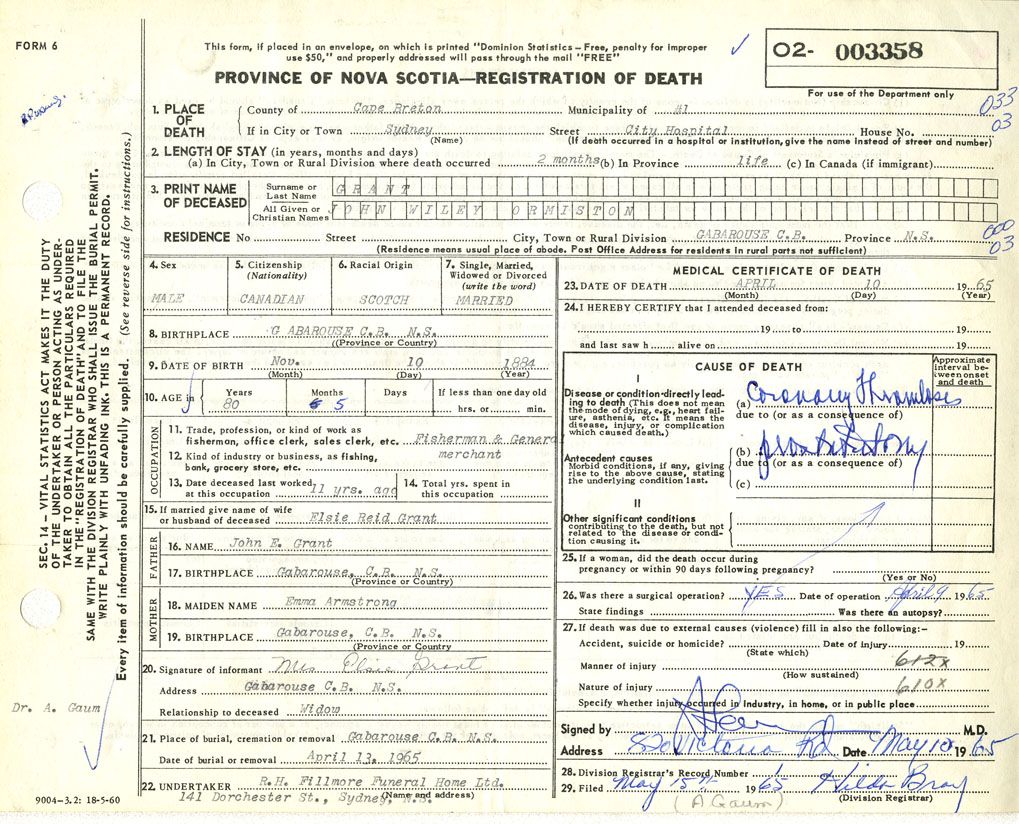 FORM 6
This form, if placed in an envelope, on which is printed "Dominion Statistics – Free, penalty for improper
use $50," and properly addressed will pass through the mail "FREE"
✓
02- 003358
For use of the Department only
PROVINCE OF NOVA SCOTIA—REGISTRATION OF DEATH
033
03
1. PLACE OF DEATH
County of Cape Breton Municipality of #1
If in City or Town Sydney Street City Hospital House No.
(Name) (If death occurred in a hospital or institution, give the name instead of street and number)
2. LENGTH OF STAY (in years, months and days)
(a) In City, Town or Rural Division where death occurred 2 months (b) In Province life (c) In Canada (if immigrant)
3. PRINT NAME OF DECEASED
Surname or Last Name GRANT
All Given or Christian Names JOHN WILEY ORMISTON
000
03
RESIDENCE No Street City, Town or Rural Division GABAROUSE C.B. Province N.S.
(Residence means usual place of abode. Post Office Address for residents in rural parts not sufficient)
4. Sex MALE
5. Citizenship (Nationality) CANADIAN
6. Racial Origin SCOTCH
7. Single, Married, Widowed or Divorced (write the word) MARRIED
8. BIRTHPLACE G ABAROUSE C.B. N.S.
(Province or Country)
9. DATE OF BIRTH Nov. 10 1884
(Month) (Day) (Year)
10. AGE in Years 80 Months 5 Days If less than one day old hrs. or min.
OCCUPATION
11. Trade, profession, or kind of work as
fisherman, office clerk, sales clerk, etc. Fisherman & Genera
12. Kind of industry or business, as fishing, merchant
bank, grocery store, etc.
13. Date deceased last worked at this occupation 11 yrs. ago
14. Total yrs. spent in this occupation
15. If married give name of wife
or husband of deceased Elsie Reid Grant
FATHER
16. NAME John E. Grant
17. BIRTHPLACE Gabarouse, C.B. N.S.
(Province or Country)
MOTHER
18. MAIDEN NAME Emma Armstrong
19. BIRTHPLACE Gabarouse, C.B. N.S.
(Province or Country)
20. Signature of informant Mrs Elsie Grant
Address Gabarouse C.B. N.S.
Relationship to deceased Widow
21. Place of burial, cremation or removal Gabarouse C.B. N.S.
Date of burial or removal April 13, 1965
22. UNDERTAKER R.H. Fillmore Funeral Home Ltd.
141 Dorchester St., Sydney, N.S.
(Name and address)
MEDICAL CERTIFICATE OF DEATH
23. DATE OF DEATH APRIL 10 1965
(Month) (Day) (Year)
24. I HEREBY CERTIFY that I attended deceased from:
19 to 19
and last saw h alive on 19
CAUSE OF DEATH
Approximate interval between onset and death
I
Disease or condition directly leading to death (This does not mean the mode of dying, e.g., heart failure, asthenia, etc. It means the disease, injury, or complication which caused death.)
(a) Coronary Thrombosis
due to (or as a consequence of)
Antecedent causes
Morbid conditions, if any, giving rise to the above cause, stating the underlying condition last.
(b)
due to (or as a consequence of)
(c)
II
Other significant conditions
contributing to the death, but not related to the disease or condition causing it.
25. If a woman, did the death occur during
pregnancy or within 90 days following pregnancy?
(Yes or No)
26. Was there a surgical operation? YES Date of operation April 9 1965
State findings Was there an autopsy?
27. If death was due to external causes (violence) fill in also the following:–
Accident, suicide or homicide? Date of injury 19
(State which)
Manner of injury 612X
(How sustained)
Nature of injury 610X
Specify whether injury occurred in Industry, in home, or in public place
Signed by M.D.
Address Victoria Rd Date May 10 1965
28. Division Registrar's Record Number 1
29. Filed May 15th 1965 Hilda Bray
(A Gaum) (Division Registrar)
SEC. 14 – VITAL STATISTICS ACT MAKES IT THE DUTY
OF THE UNDERTAKER OR PERSON ACTING AS UNDER-
TAKER TO OBTAIN ALL THE PARTICULARS REQUIRED
IN THE "REGISTRATION OF DEATH" AND TO FILE THE
SAME WITH THE DIVISION REGISTRAR WHO SHALL ISSUE THE BURIAL PERMIT.
WRITE PLAINLY WITH UNFADING INK. THIS IS A PERMANENT RECORD.
Every item of information should be carefully supplied. (See reverse side for instructions.)
Dr. A. Gaum
9004-3.2: 18-5-60